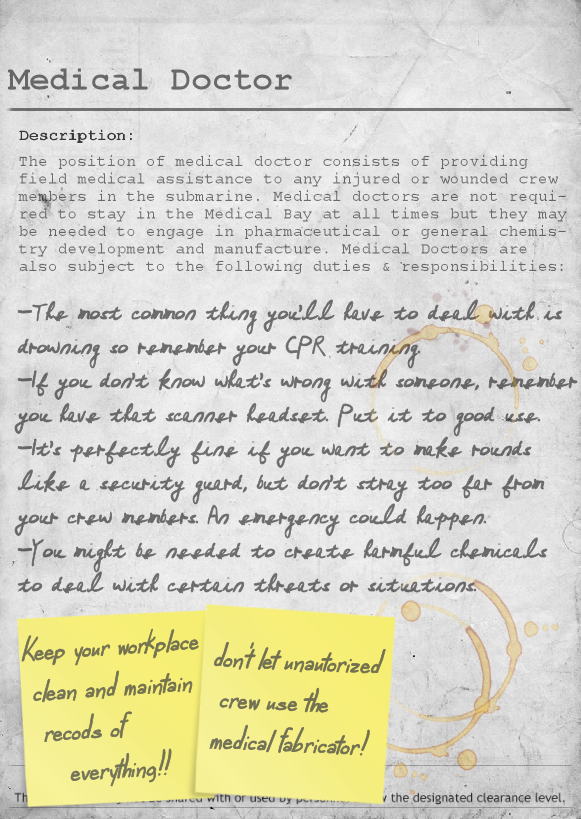 Medical Doctor
Description:
The position of medical doctor consists of providing
field medical assistance to any injured or wounded crew
members in the submarine. Medical doctors are not requi-
red to stay in the Medical Bay at all times but they may
be needed to engage in pharmaceutical or general chemis-
try development and manufacture. Medical Doctors are
also subject to the following duties & responsibilities:
-The most common thing you'll have to deal with is
drowning so remember your CPR training.
-If you don't know what's wrong with someone, remember
you have that scanner headset. Put it to good use.
-It's perfectly fine if you want to make rounds
like a security guard, but don't stray too far from
your crew members. An emergency could happen.
-You might be needed to create harmful chemicals
to deal with certain threats or situations.
Keep your workplace
clean and maintain
recods of
everything!!
don't let unautorized
crew use the
medical fabricator!
shared with or used by the designated clearance level.